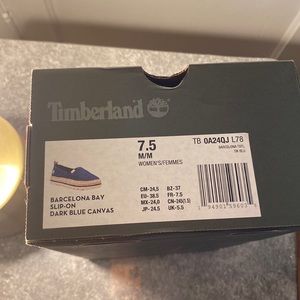 Timberland
7.5
M/M
WOMEN'S/FEMMES
TB 0A24QJ L78
BARCELONA BAY
SLIP-ON
DARK BLUE CANVAS
CM-24,5 BZ-37
EU-38,5 FR-7.5
MX-24,0 CN-245(1.5)
JP-24.5 UK-5.5